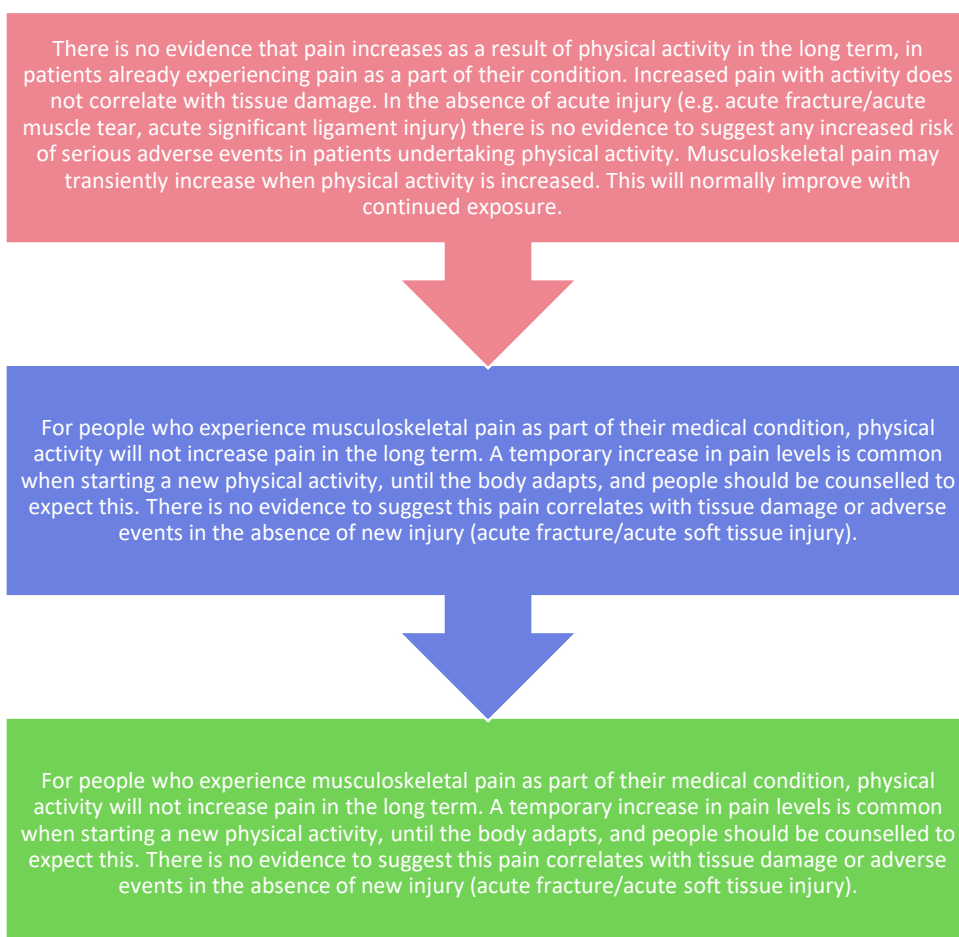 There is no evidence that pain increases as a result of physical activity in the long term, in
patients already experiencing pain as a part of their condition. Increased pain with activity does
not correlate with tissue damage. In the absence of acute injury (e.g. acute fracture/acute
muscle tear, acute significant ligament injury) there is no evidence to suggest any increased risk
of serious adverse events in patients undertaking physical activity. Musculoskeletal pain may
transiently increase when physical activity is increased. This will normally improve with
continued exposure.
For people who experience musculoskeletal pain as part of their medical condition, physical
activity will not increase pain in the long term. A temporary increase in pain levels is common
when starting a new physical activity, until the body adapts, and people should be counselled to
expect this. There is no evidence to suggest this pain correlates with tissue damage or adverse
events in the absence of new injury (acute fracture/acute soft tissue injury).
For people who experience musculoskeletal pain as part of their medical condition, physical
activity will not increase pain in the long term. A temporary increase in pain levels is common
when starting a new physical activity, until the body adapts, and people should be counselled to
expect this. There is no evidence to suggest this pain correlates with tissue damage or adverse
events in the absence of new injury (acute fracture/acute soft tissue injury).